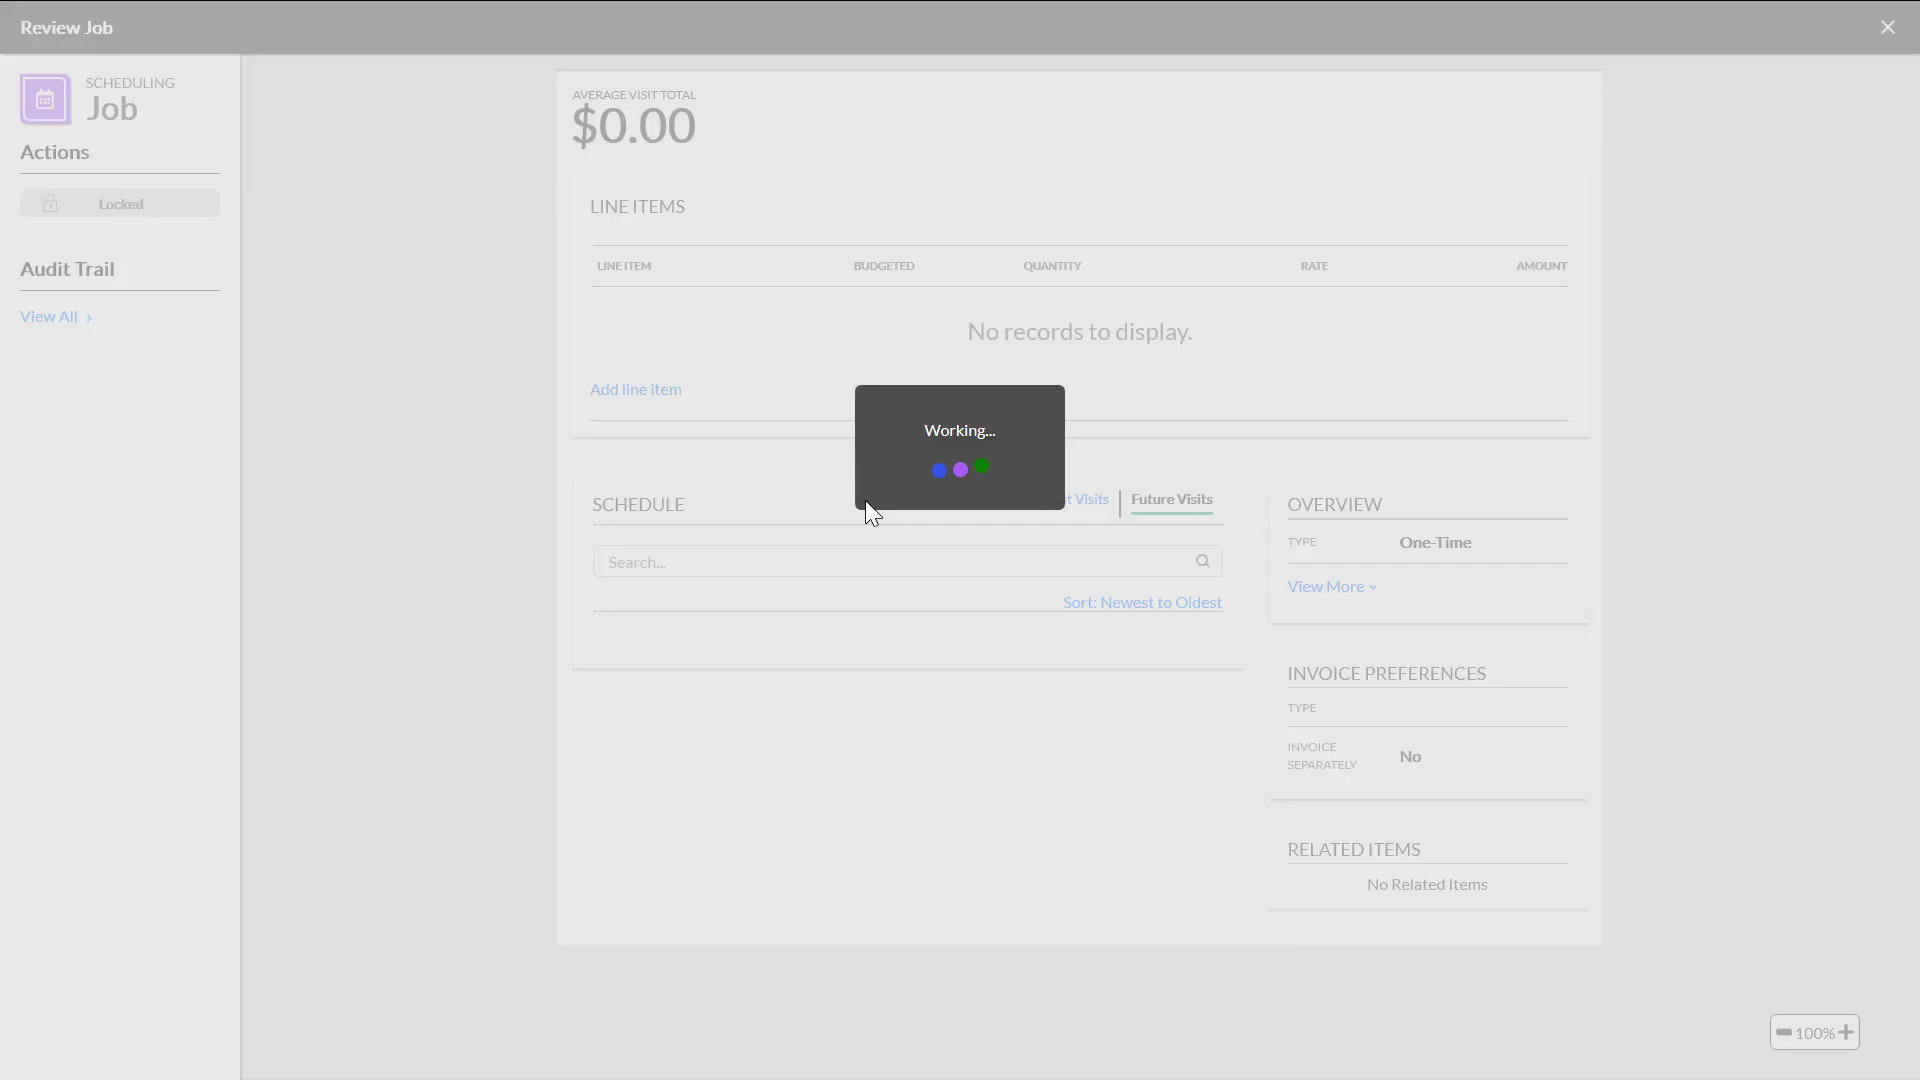 Review Job
SCHEDULING
Job
Actions
Locked
Audit Trail
View All
AVERAGE VISIT TOTAL
$0.00
LINE ITEMS
LINE ITEM BUDGETED QUANTITY RATE AMOUNT
No records to display.
Add line item
Working...
SCHEDULE
Visits Future Visits
Search...
Sort: Newest to Oldest
OVERVIEW
TYPE One-Time
View More
INVOICE PREFERENCES
TYPE
INVOICE
SEPARATELY
No
RELATED ITEMS
No Related Items
100%